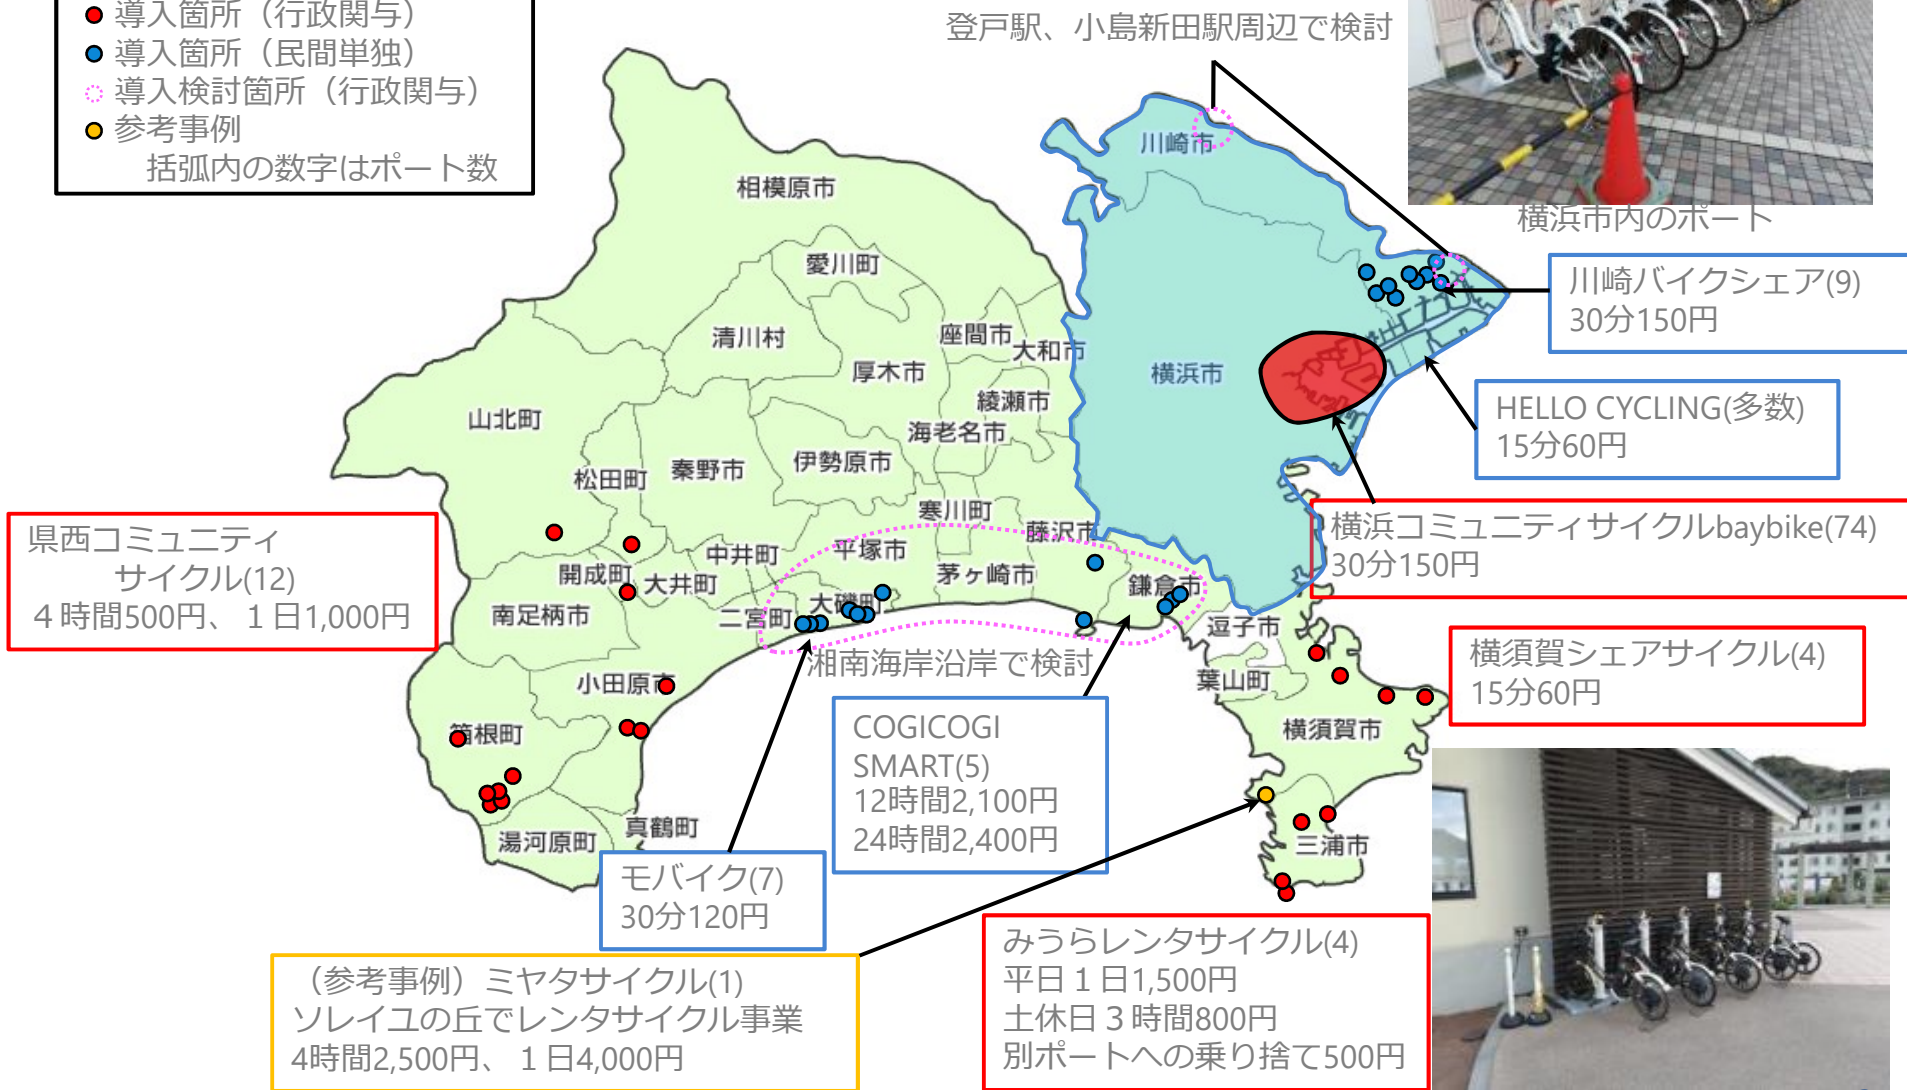 導入箇所（行政関与）
導入箇所（民間単独）
導入検討箇所（行政関与）
参考事例
括弧内の数字はポート数
登戸駅、小島新田駅周辺で検討
横浜市内のポート
川崎市
相模原市
愛川町
清川村
座間市
大和市
厚木市
綾瀬市
海老名市
横浜市
山北町
松田町
秦野市
伊勢原市
寒川町
藤沢市
中井町
平塚市
開成町
大井町
茅ヶ崎市
鎌倉市
南足柄市
二宮町
大磯町
逗子市
葉山町
小田原市
箱根町
横須賀市
湯河原町
真鶴町
三浦市
湘南海岸沿岸で検討
川崎バイクシェア(9)
30分150円
HELLO CYCLING(多数)
15分60円
横浜コミュニティサイクルbaybike(74)
30分150円
県西コミュニティ
サイクル(12)
４時間500円、１日1,000円
横須賀シェアサイクル(4)
15分60円
COGICOGI
SMART(5)
12時間2,100円
24時間2,400円
モバイク(7)
30分120円
（参考事例）ミヤタサイクル(1)
ソレイユの丘でレンタサイクル事業
4時間2,500円、１日4,000円
みうらレンタサイクル(4)
平日１日1,500円
土休日３時間800円
別ポートへの乗り捨て500円